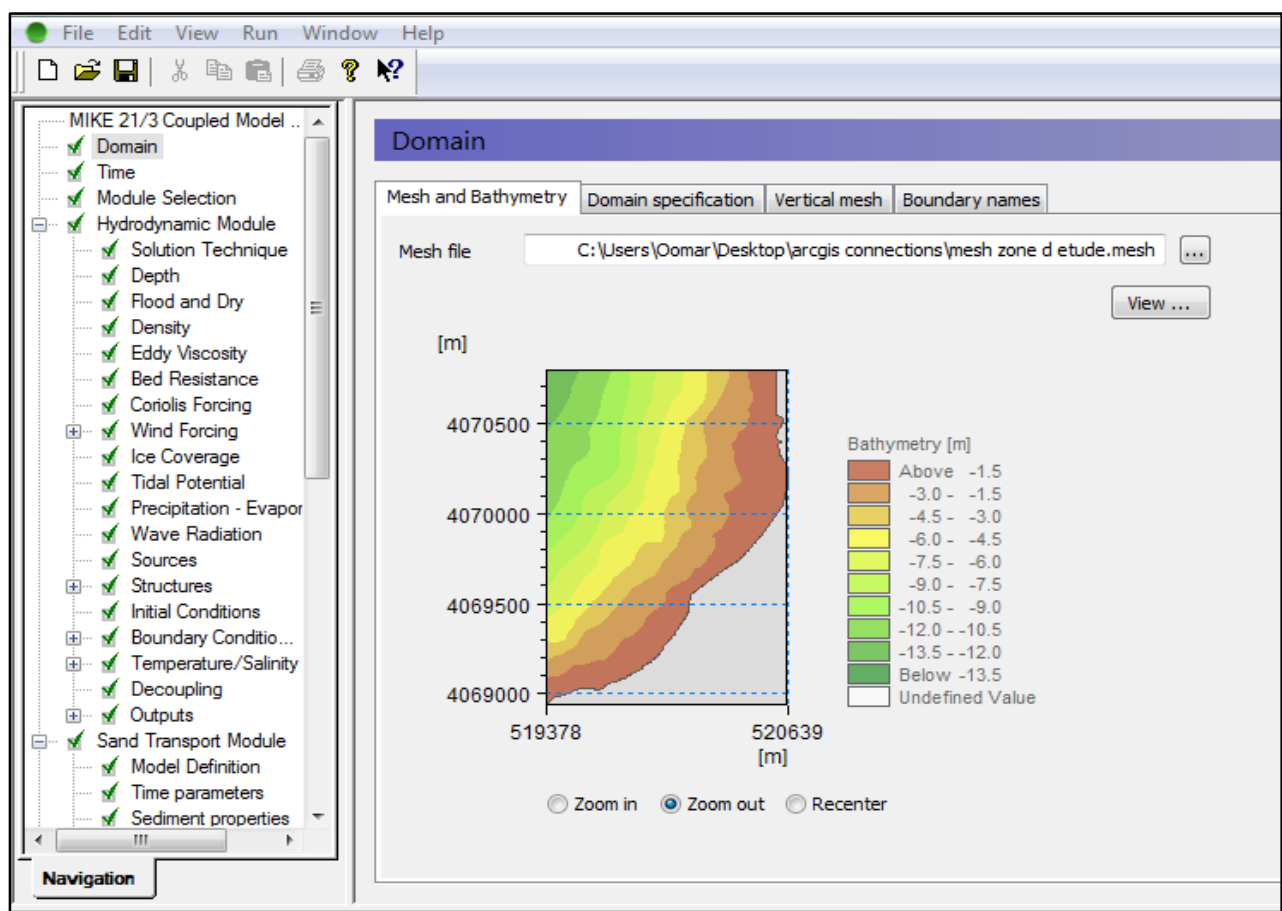 File Edit View Run Window Help
MIKE 21/3 Coupled Model ..
Domain
Time
Module Selection
Hydrodynamic Module
Solution Technique
Depth
Flood and Dry
Density
Eddy Viscosity
Bed Resistance
Coriolis Forcing
Wind Forcing
Ice Coverage
Tidal Potential
Precipitation - Evapor
Wave Radiation
Sources
Structures
Initial Conditions
Boundary Conditio...
Temperature/Salinity
Decoupling
Outputs
Sand Transport Module
Model Definition
Time parameters
Sediment properties
Navigation
Domain
Mesh and Bathymetry Domain specification Vertical mesh Boundary names
Mesh file C:\Users\Oomar\Desktop\arcgis connections\mesh zone d etude.mesh ...
View ...
[m]
4070500
4070000
4069500
4069000
519378 520639
[m]
Bathymetry [m]
Above -1.5
-3.0 - -1.5
-4.5 - -3.0
-6.0 - -4.5
-7.5 - -6.0
-9.0 - -7.5
-10.5 - -9.0
-12.0 - -10.5
-13.5 - -12.0
Below -13.5
Undefined Value
Zoom in Zoom out Recenter